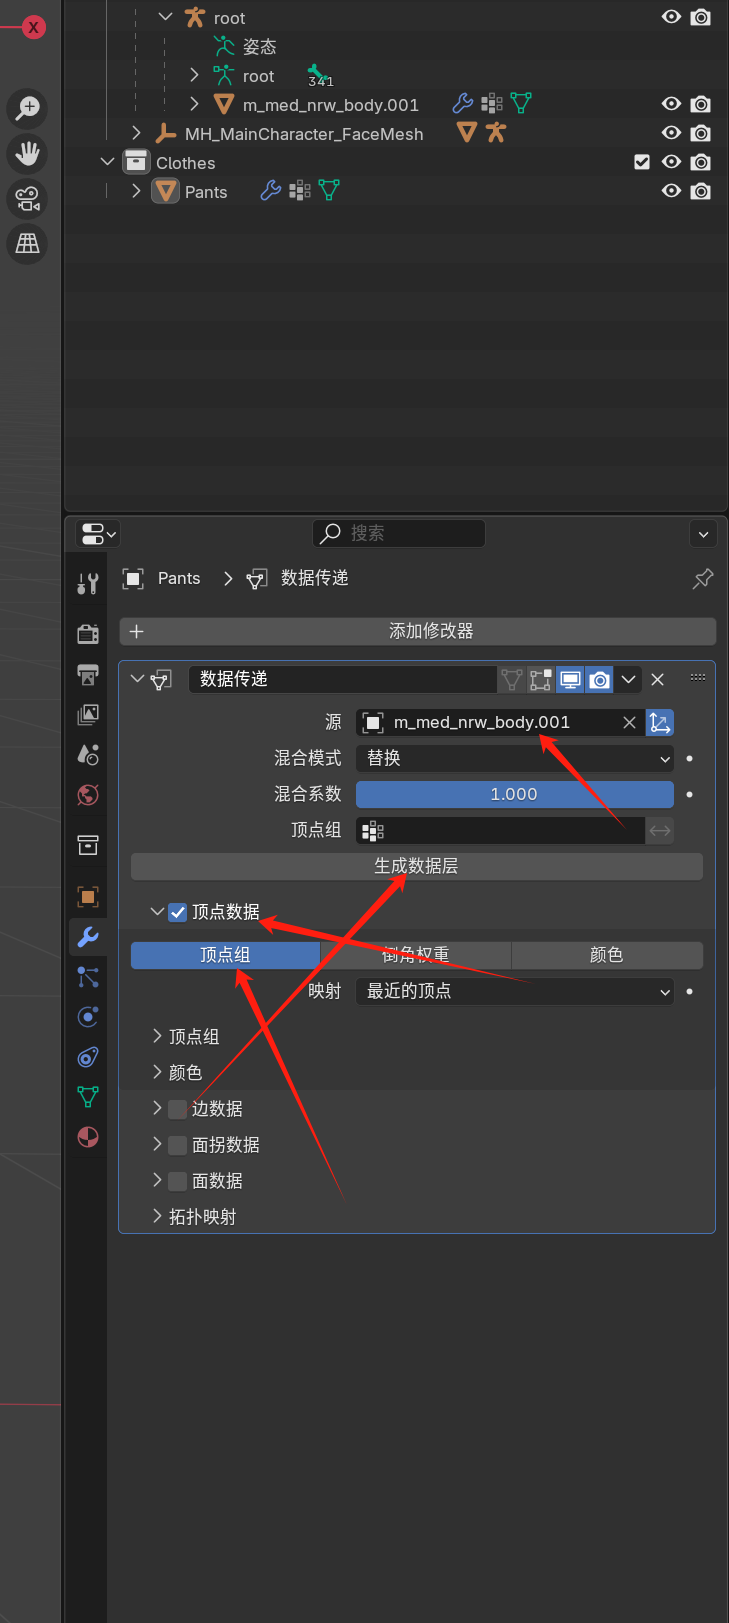 X
root
姿态
root 341
m_med_nrw_body.001
MH_MainCharacter_FaceMesh
Clothes
Pants
搜索
Pants > 数据传递
添加修改器
数据传递
源 m_med_nrw_body.001
混合模式 替换
混合系数 1.000
顶点组
生成数据层
顶点数据
顶点组 倒角权重 颜色
映射 最近的顶点
顶点组
颜色
边数据
面拐数据
面数据
拓扑映射